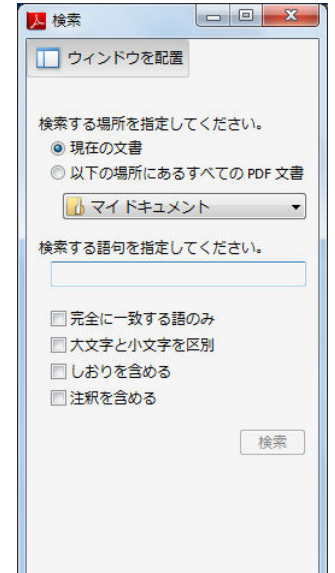 検索
ウィンドウを配置
検索する場所を指定してください。
現在の文書
以下の場所にあるすべての PDF 文書
マイ ドキュメント
検索する語句を指定してください。
完全に一致する語のみ
大文字と小文字を区別
しおりを含める
注釈を含める
検索